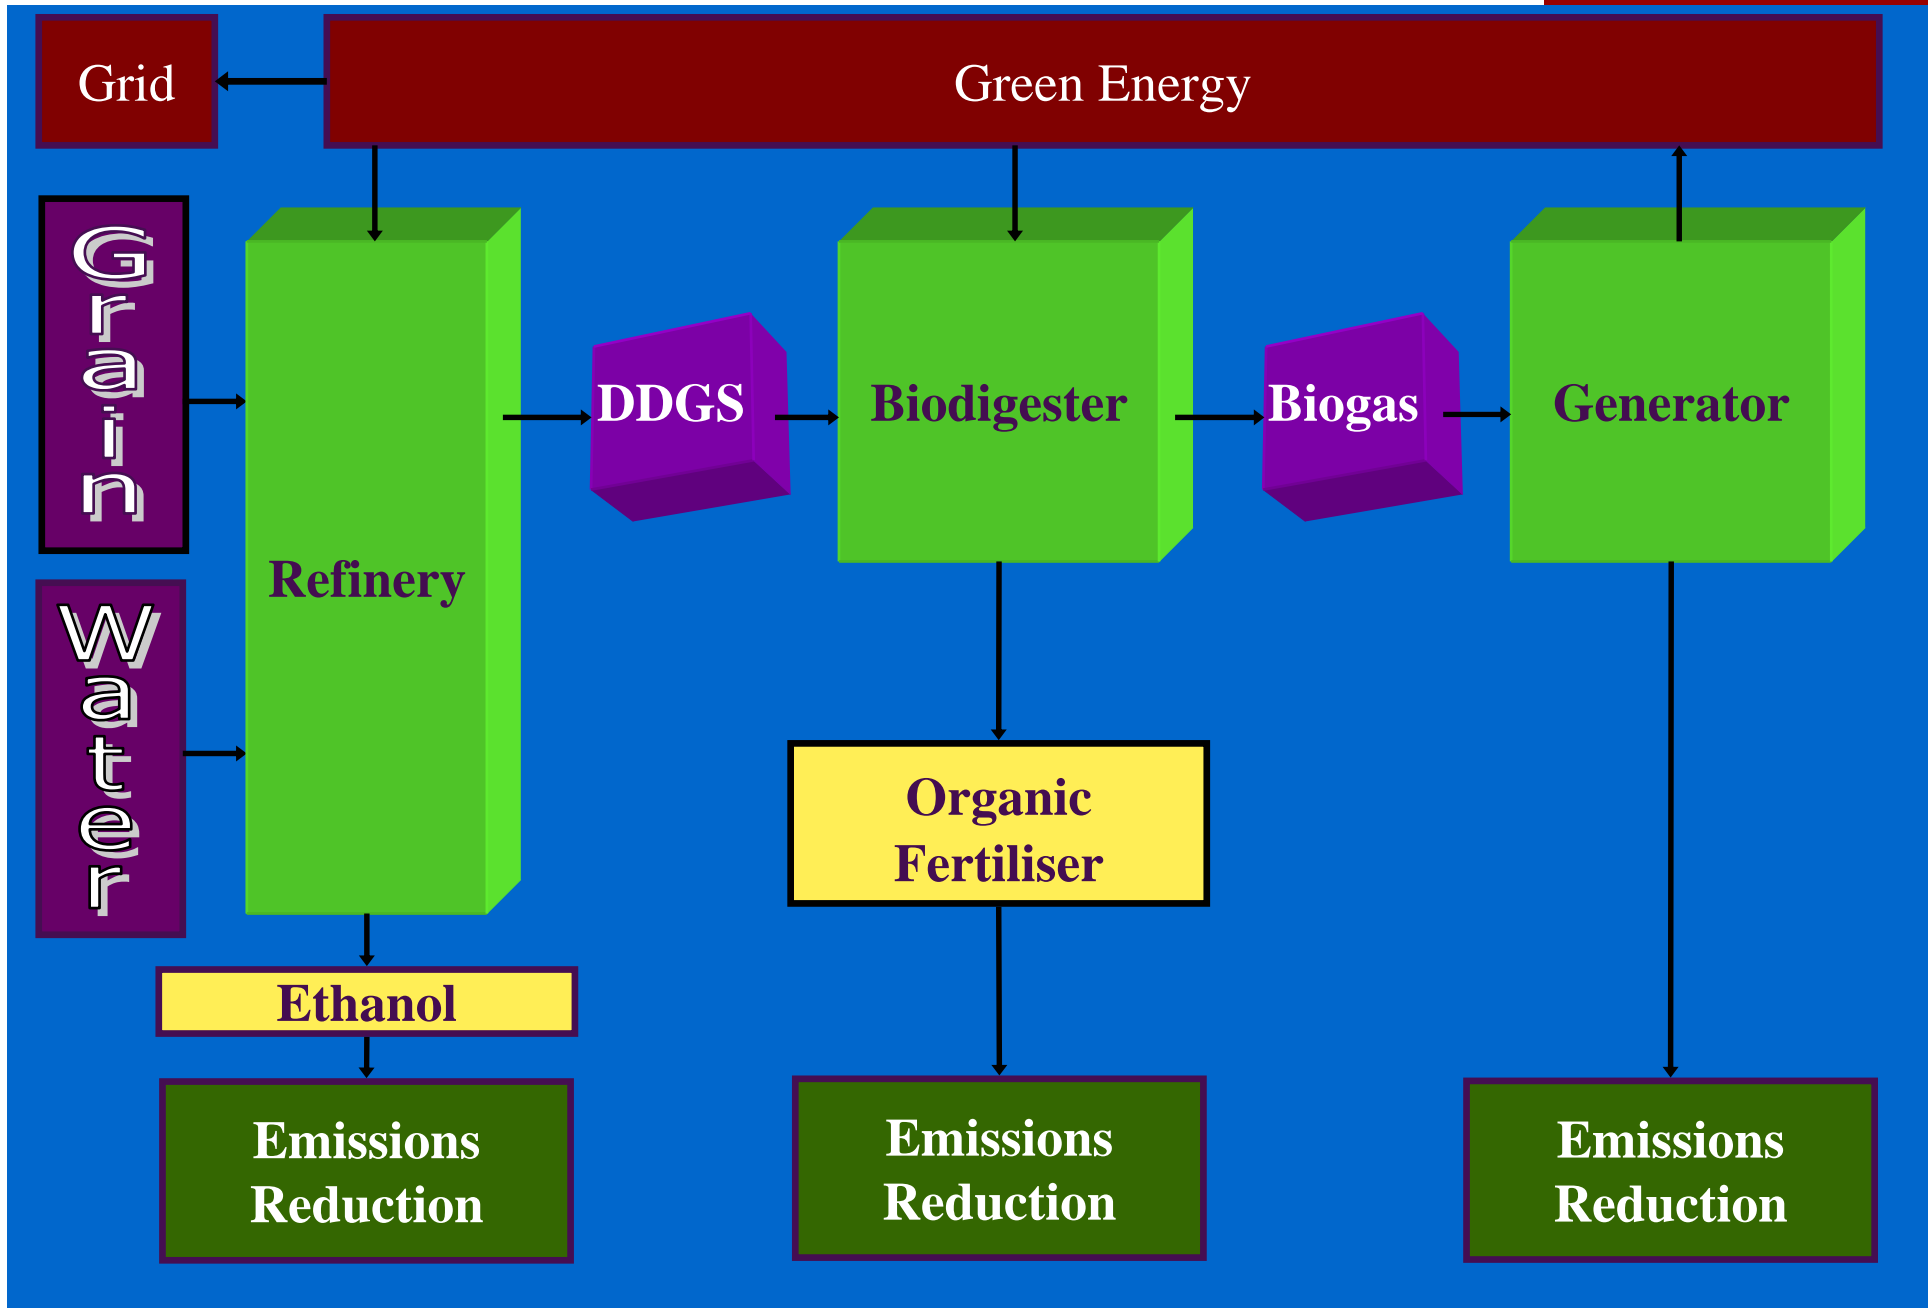 Grid
Green Energy
Grain
Water
Refinery
DDGS
Biodigester
Biogas
Generator
Organic
Fertiliser
Ethanol
Emissions
Reduction
Emissions
Reduction
Emissions
Reduction